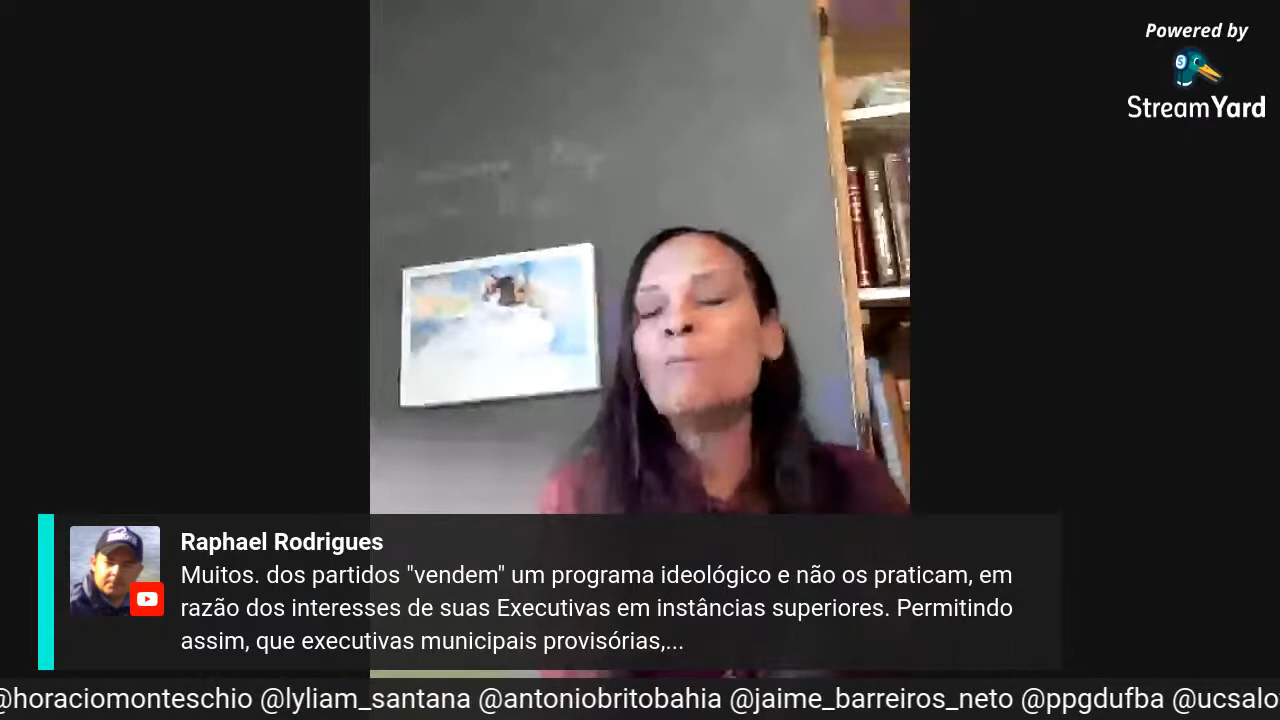 Powered by
StreamYard
Raphael Rodrigues
Muitos. dos partidos "vendem" um programa ideológico e não os praticam, em
razão dos interesses de suas Executivas em instâncias superiores. Permitindo
assim, que executivas municipais provisórias,...
@horaciomonteschio @lyliam_santana @antoniobritobahia @jaime_barreiros_neto @ppgdufba @ucsalo